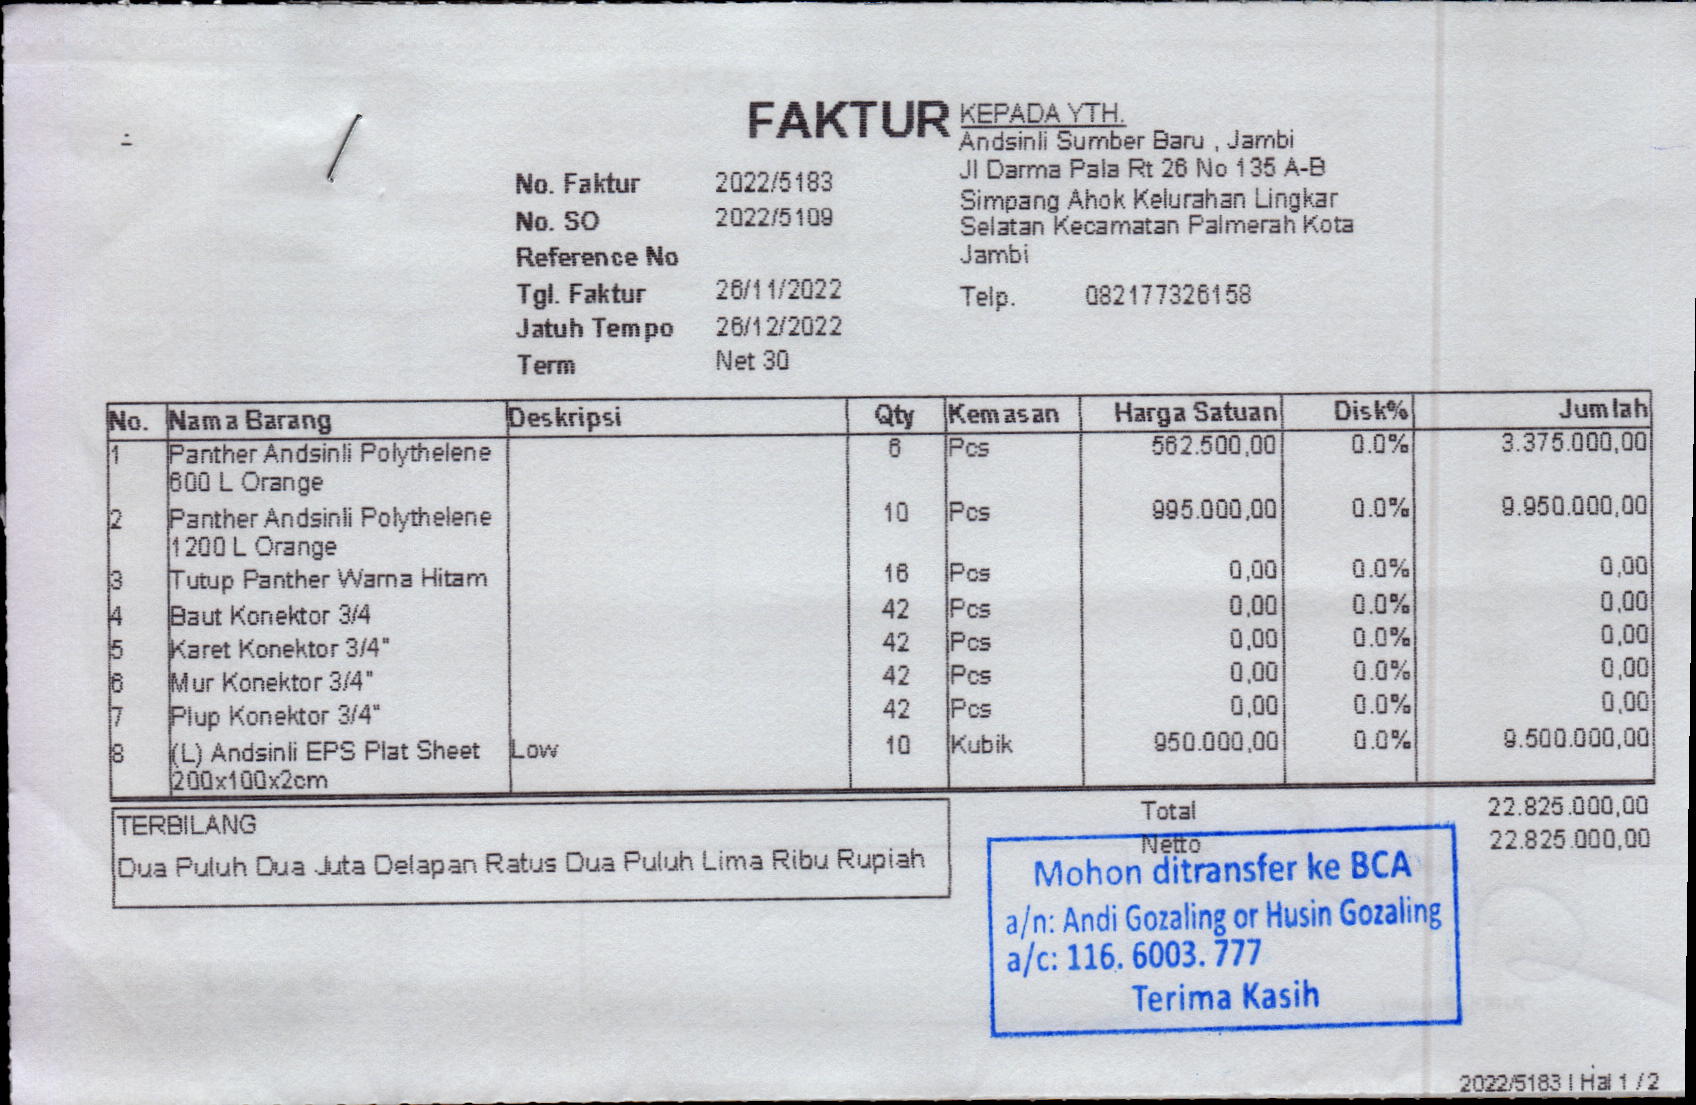 FAKTUR
KEPADA YTH.
Andsinli Sumber Baru , Jambi
Jl Darma Pala Rt 26 No 135 A-B
Simpang Ahok Kelurahan Lingkar
Selatan Kecamatan Palmerah Kota
Jambi
Telp. 082177326158
No. Faktur 2022/5183
No. SO 2022/5109
Reference No
Tgl. Faktur 26/11/2022
Jatuh Tempo 26/12/2022
Term Net 30
No. Nama Barang Deskripsi Qty Kemasan Harga Satuan Disk% Jumlah
1 Panther Andsinli Polythelene 6 Pcs 562.500,00 0.0% 3.375.000,00
600 L Orange
2 Panther Andsinli Polythelene 10 Pcs 995.000,00 0.0% 9.950.000,00
1200 L Orange
3 Tutup Panther Warna Hitam 16 Pcs 0,00 0.0% 0,00
4 Baut Konektor 3/4 42 Pcs 0,00 0.0% 0,00
5 Karet Konektor 3/4" 42 Pcs 0,00 0.0% 0,00
6 Mur Konektor 3/4" 42 Pcs 0,00 0.0% 0,00
7 Plup Konektor 3/4" 42 Pcs 0,00 0.0% 0,00
8 (L) Andsinli EPS Plat Sheet Low 10 Kubik 950.000,00 0.0% 9.500.000,00
200x100x2cm
Total 22.825.000,00
Netto 22.825.000,00
TERBILANG
Dua Puluh Dua Juta Delapan Ratus Dua Puluh Lima Ribu Rupiah
Mohon ditransfer ke BCA
a/n: Andi Gozaling or Husin Gozaling
a/c: 116. 6003. 777
Terima Kasih
2022/5183 | Hal 1 / 2